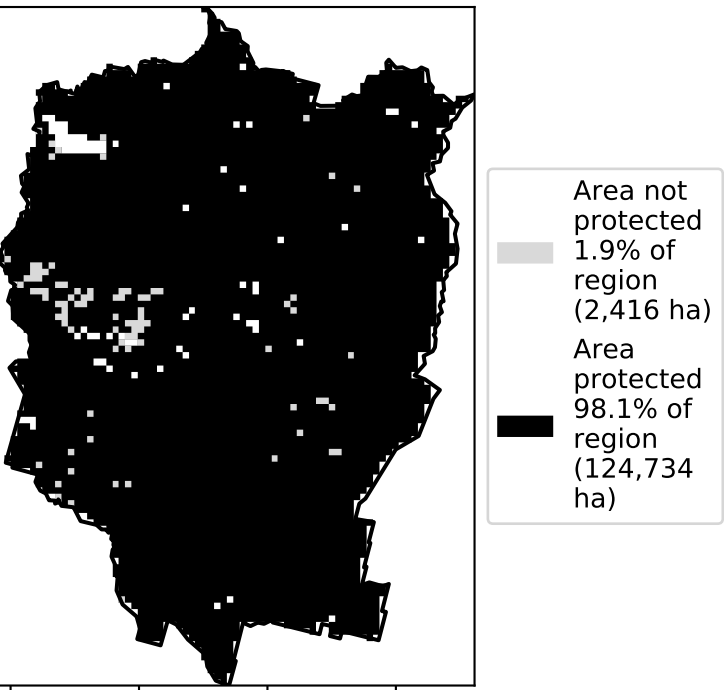 Area not
protected
1.9% of
region
(2,416 ha)
Area
protected
98.1% of
region
(124,734
ha)